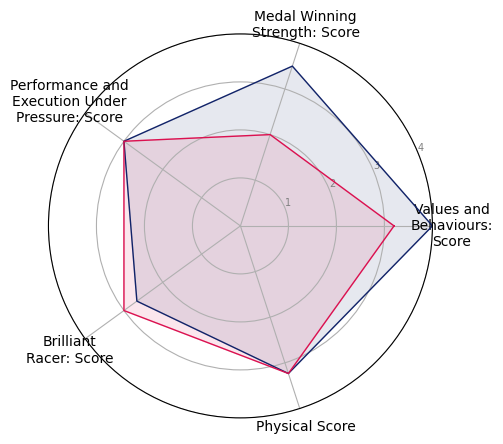 Medal Winning
Strength: Score
Performance and
Execution Under
Pressure: Score
4
3
2
1
Values and
Behaviours:
Score
Brilliant
Racer: Score
Physical Score